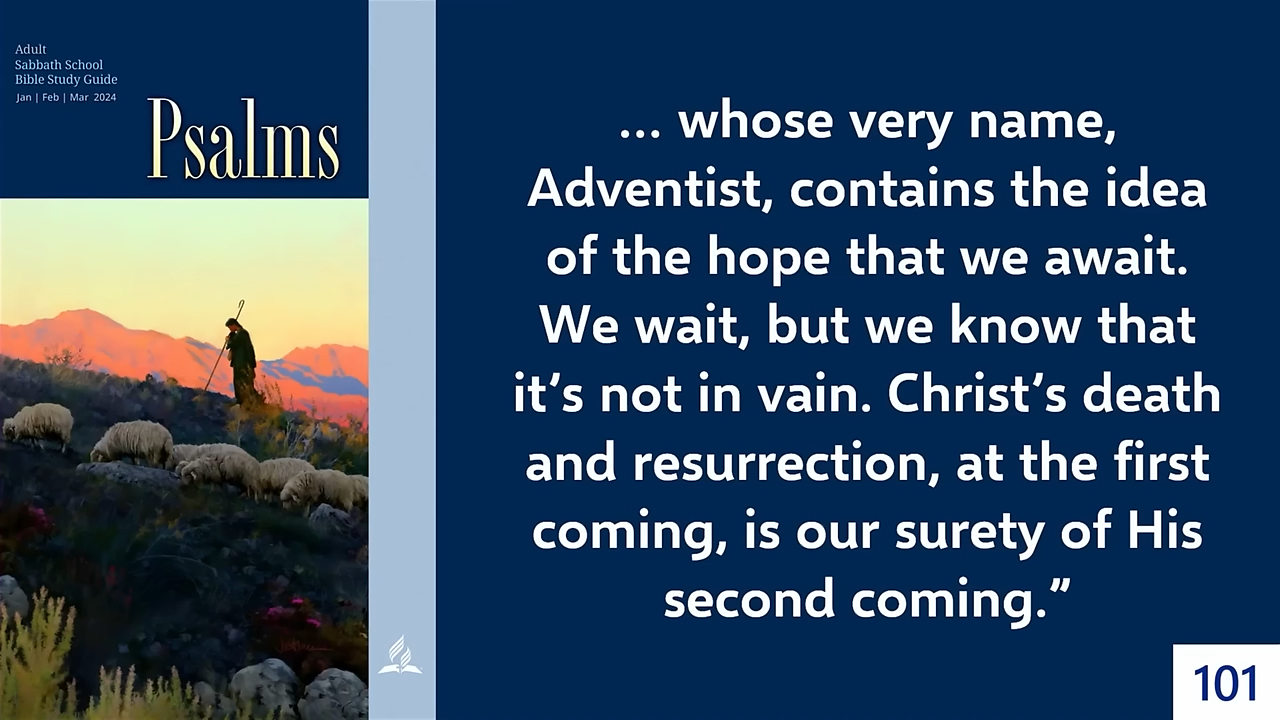 Adult
Sabbath School
Bible Study Guide
Jan | Feb | Mar 2024
Psalms
... whose very name,
Adventist, contains the idea
of the hope that we await.
We wait, but we know that
it’s not in vain. Christ’s death
and resurrection, at the first
coming, is our surety of His
second coming.”
101